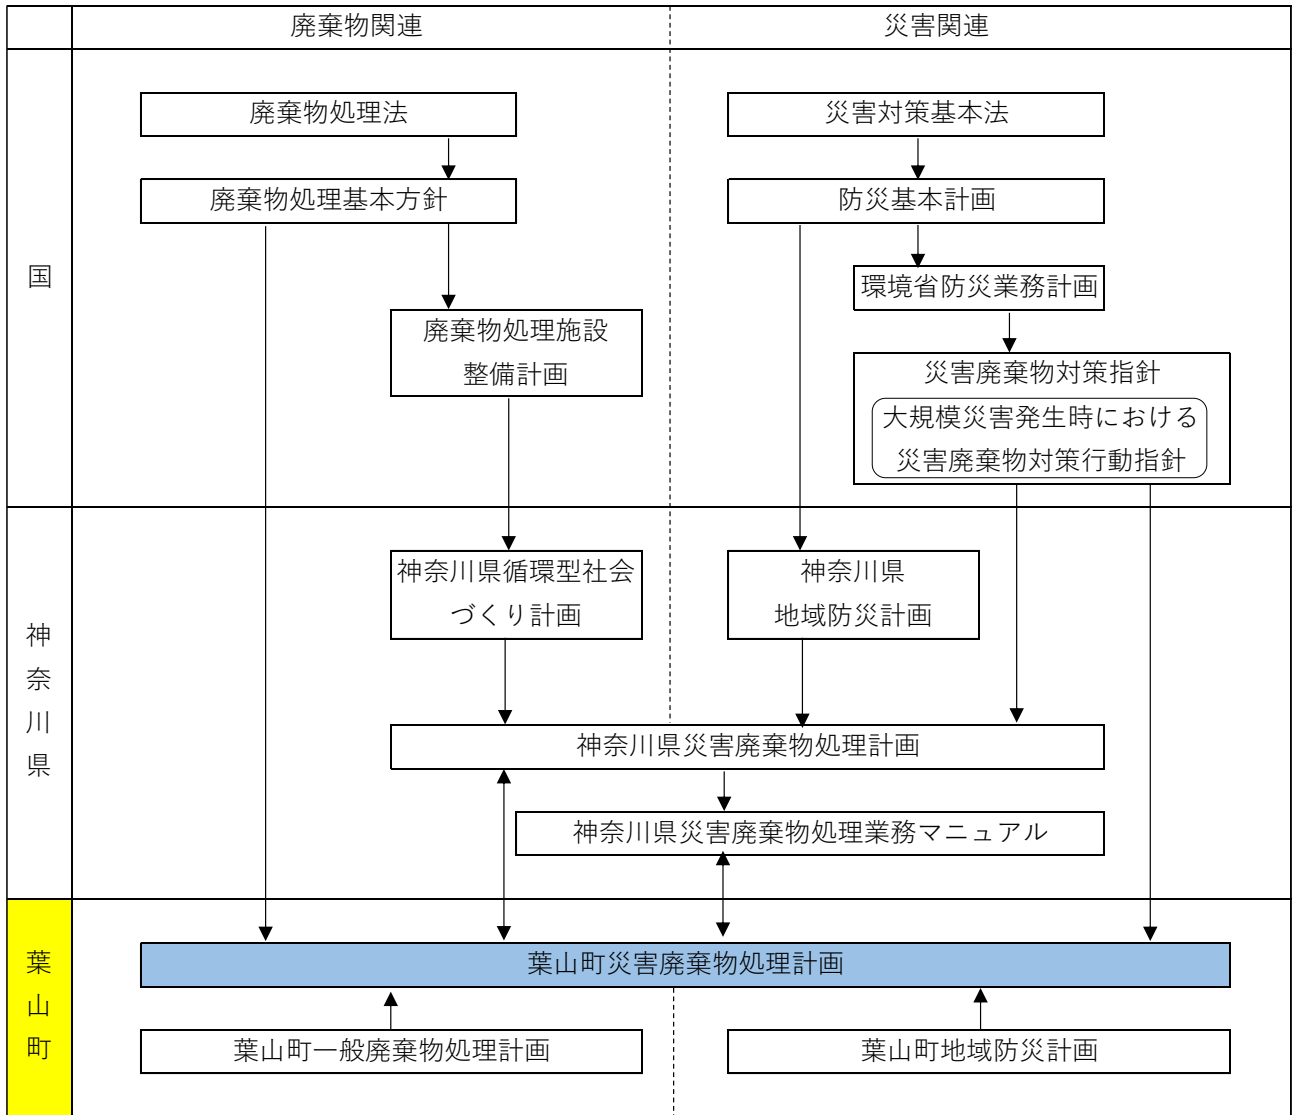 廃棄物関連
災害関連
国
廃棄物処理法
災害対策基本法
廃棄物処理基本方針
防災基本計画
環境省防災業務計画
廃棄物処理施設
整備計画
災害廃棄物対策指針
大規模災害発生時における
災害廃棄物対策行動指針
神奈川県
神奈川県循環型社会
づくり計画
神奈川県
地域防災計画
神奈川県災害廃棄物処理計画
神奈川県災害廃棄物処理業務マニュアル
葉山町
葉山町災害廃棄物処理計画
葉山町一般廃棄物処理計画
葉山町地域防災計画